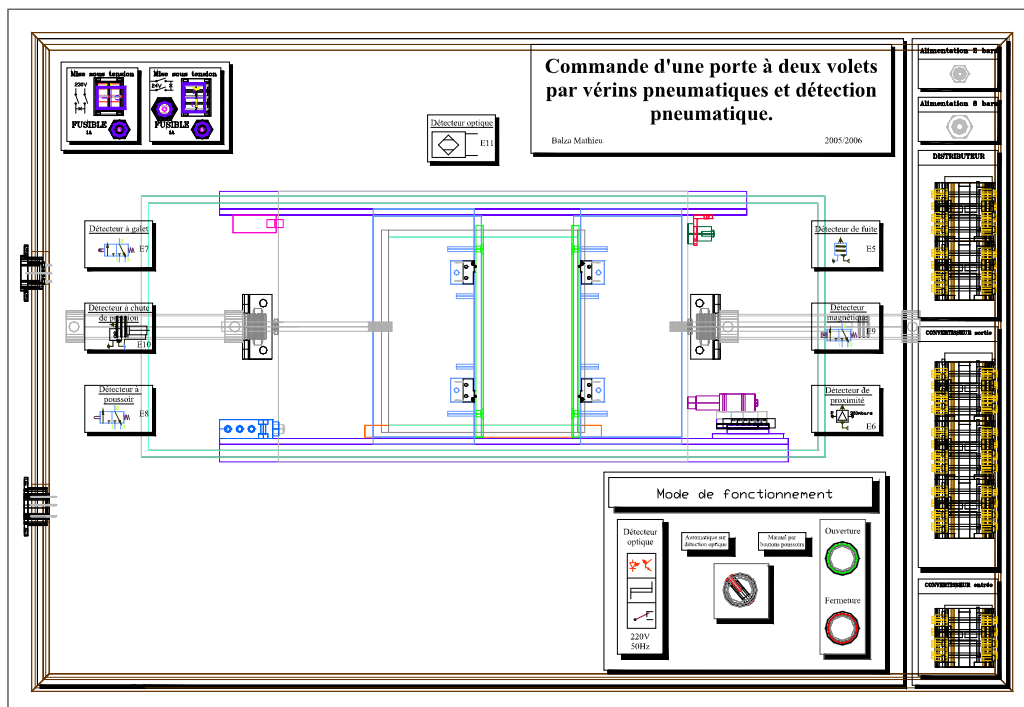 Mise sous tension
Mise sous tension
230V
24V
FUSIBLE
1A
FUSIBLE
1A
Détecteur optique
E11
Commande d'une porte à deux volets
par vérins pneumatiques et détection
pneumatique.
Balza Mathieu
2005/2006
Alimentation 2 bars
Alimentation 8 bars
DISTRIBUTEUR
CONVERTISSEUR sortie
CONVERTISSEUR entrée
Détecteur à galet
E7
Détecteur à chute
de pression
E10
Détecteur à
poussoir
E8
Détecteur de fuite
E5
Détecteur
magnétique
E9
Détecteur de
proximité
E6
Mode de fonctionnement
Détecteur
optique
220V
50Hz
Automatique sur
détection optique
Manuel par
boutons poussoirs
Ouverture
Fermeture